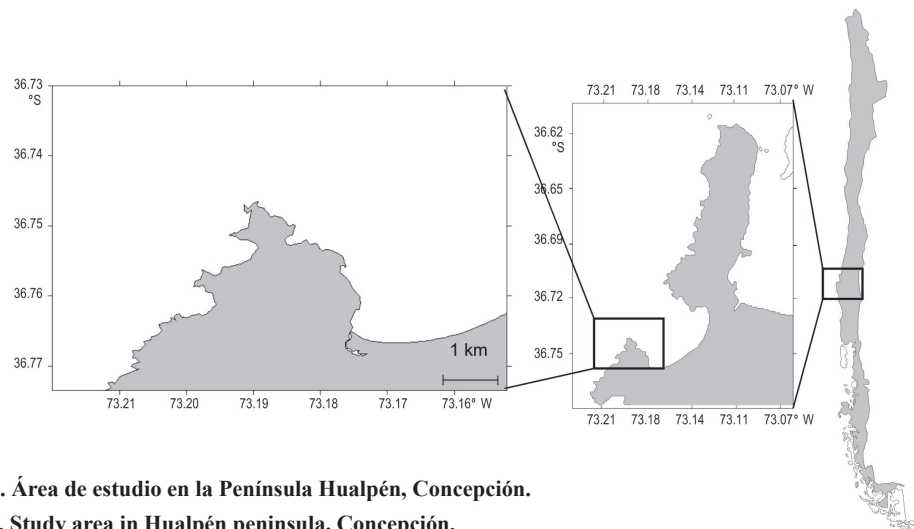 36.73
°S
36.74
36.75
36.76
36.77
73.21 73.20 73.19 73.18 73.17 73.16° W
1 km
73.21 73.18 73.14 73.11 73.07° W
36.62
°S
36.65
36.69
36.72
36.75
73.21 73.18 73.14 73.11 73.07° W
. Área de estudio en la Península Hualpén, Concepción.
. Study area in Hualpén peninsula, Concepción.